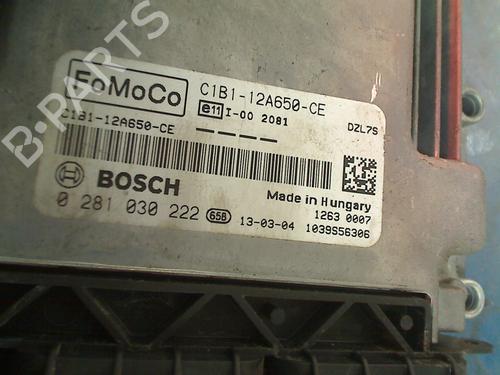 FoMoCo
C1B1-12A650-CE
e11 I-00 2081
DZL7S
C1B1-12A650-CE
----
BOSCH
Made in Hungary
0 281 030 222 658
1263 0007
13-03-04
1039S56306
B-PARTS